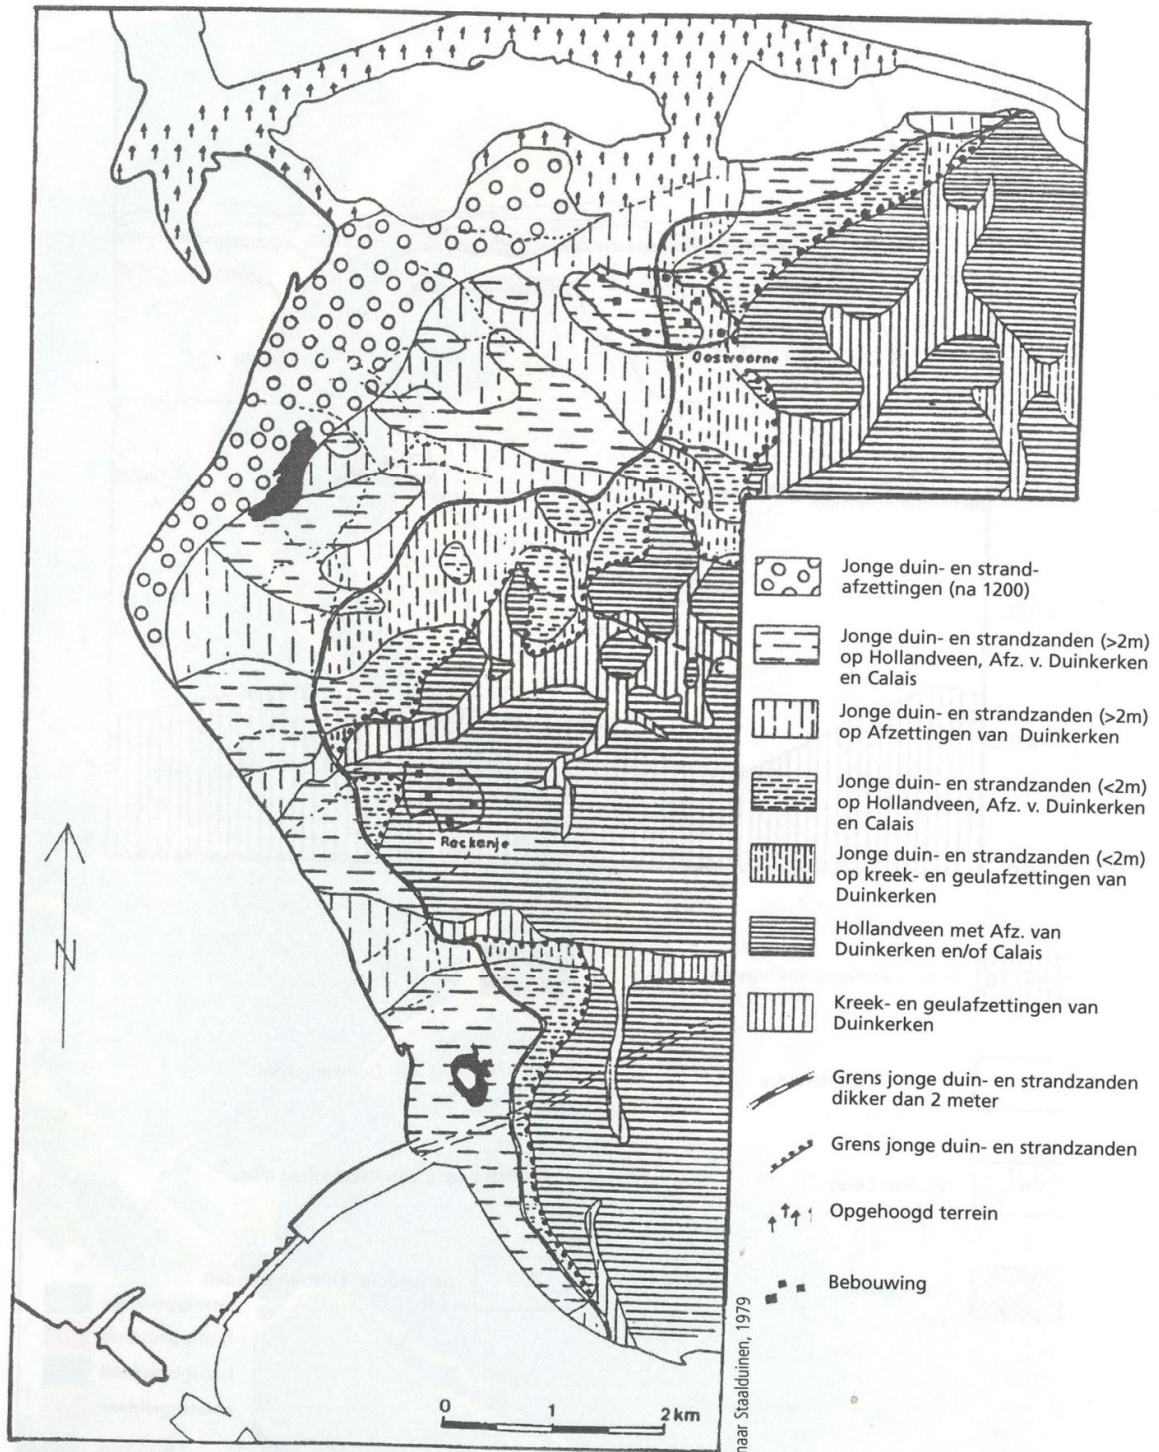 Oostvoorne
Jonge duin- en strand-
afzettingen (na 1200)
Jonge duin- en strandzanden (>2m)
op Hollandveen, Afz. v. Duinkerken
en Calais
Jonge duin- en strandzanden (>2m)
op Afzettingen van Duinkerken
Jonge duin- en strandzanden (<2m)
op Hollandveen, Afz. v. Duinkerken
en Calais
Rockanje
Jonge duin- en strandzanden (<2m)
op kreek- en geulafzettingen van
Duinkerken
Hollandveen met Afz. van
Duinkerken en/of Calais
N
Kreek- en geulafzettingen van
Duinkerken
Grens jonge duin- en strandzanden
dikker dan 2 meter
Grens jonge duin- en strandzanden
Opgehoogd terrein
Bebouwing
naar Staalduinen, 1979
0 1 2 km